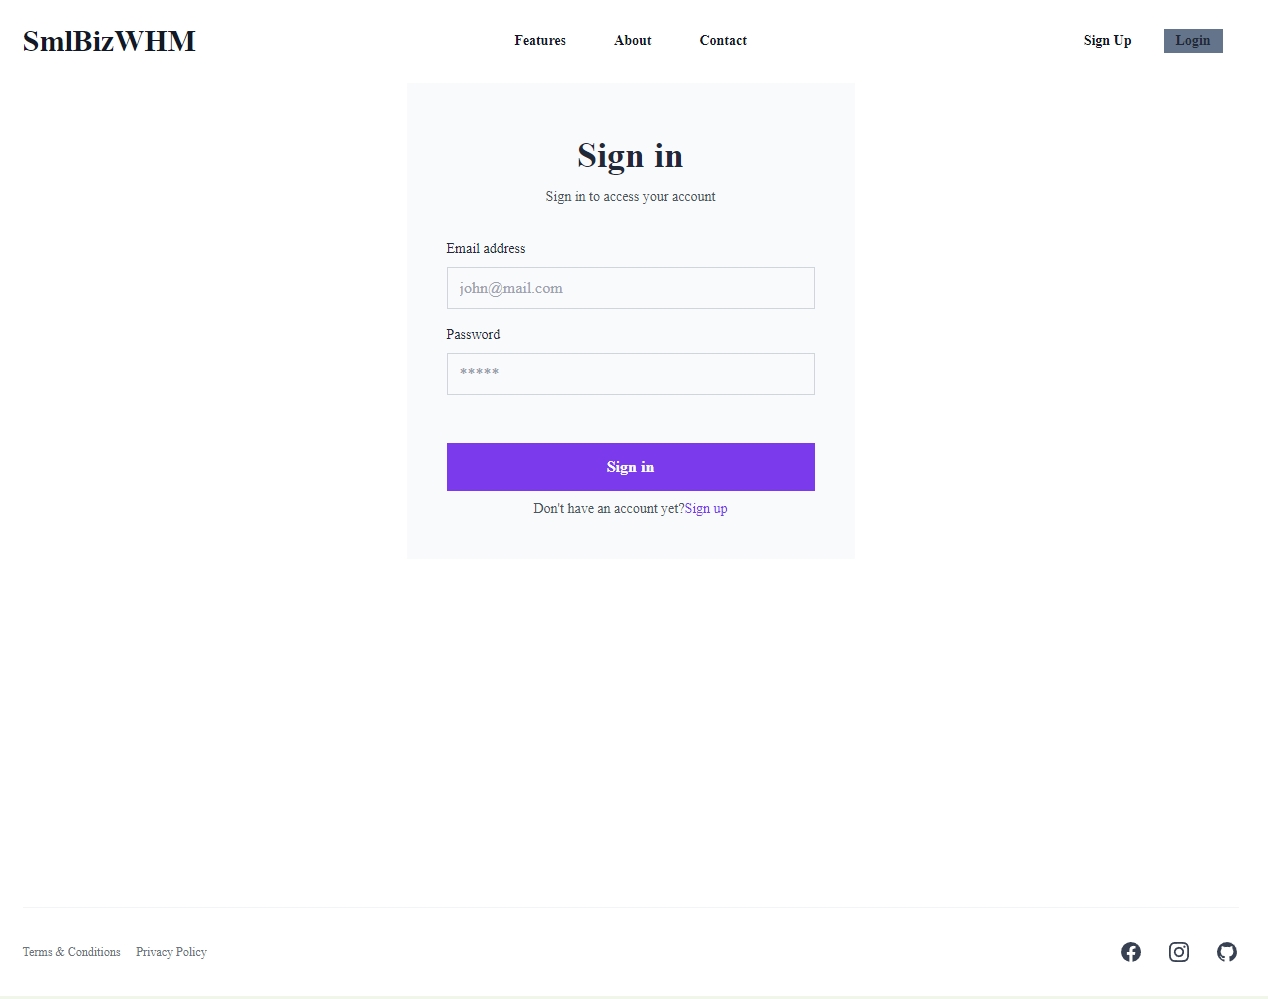 SmlBizWHM
Features
About
Contact
Sign Up
Login
Sign in
Sign in to access your account
Email address
john@mail.com
Password
*****
Sign in
Don't have an account yet?Sign up
Terms & Conditions
Privacy Policy